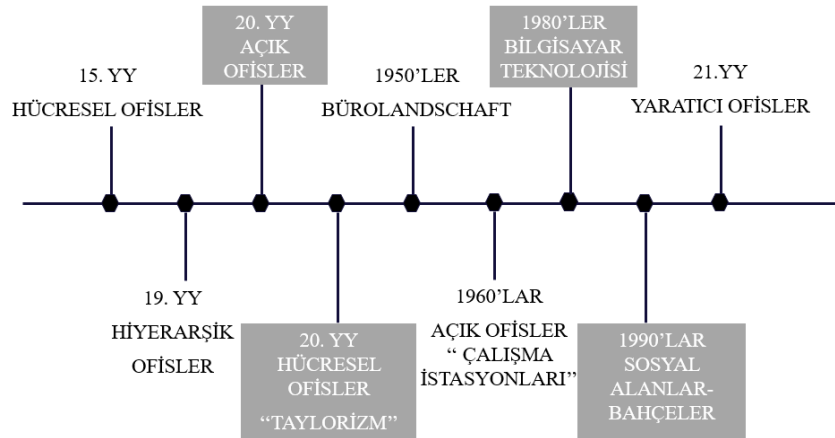 15. YY
HÜCRESEL OFİSLER
19. YY
HİYERARŞİK
OFİSLER
20. YY
AÇIK
OFİSLER
20. YY
HÜCRESEL
OFİSLER
“TAYLORİZM”
1950’LER
BÜROLANDSCHAFT
1960’LAR
AÇIK OFİSLER
“ ÇALIŞMA
İSTASYONLARI”
1980’LER
BİLGİSAYAR
TEKNOLOJİSİ
1990’LAR
SOSYAL
ALANLAR-
BAHÇELER
21.YY
YARATICI OFİSLER